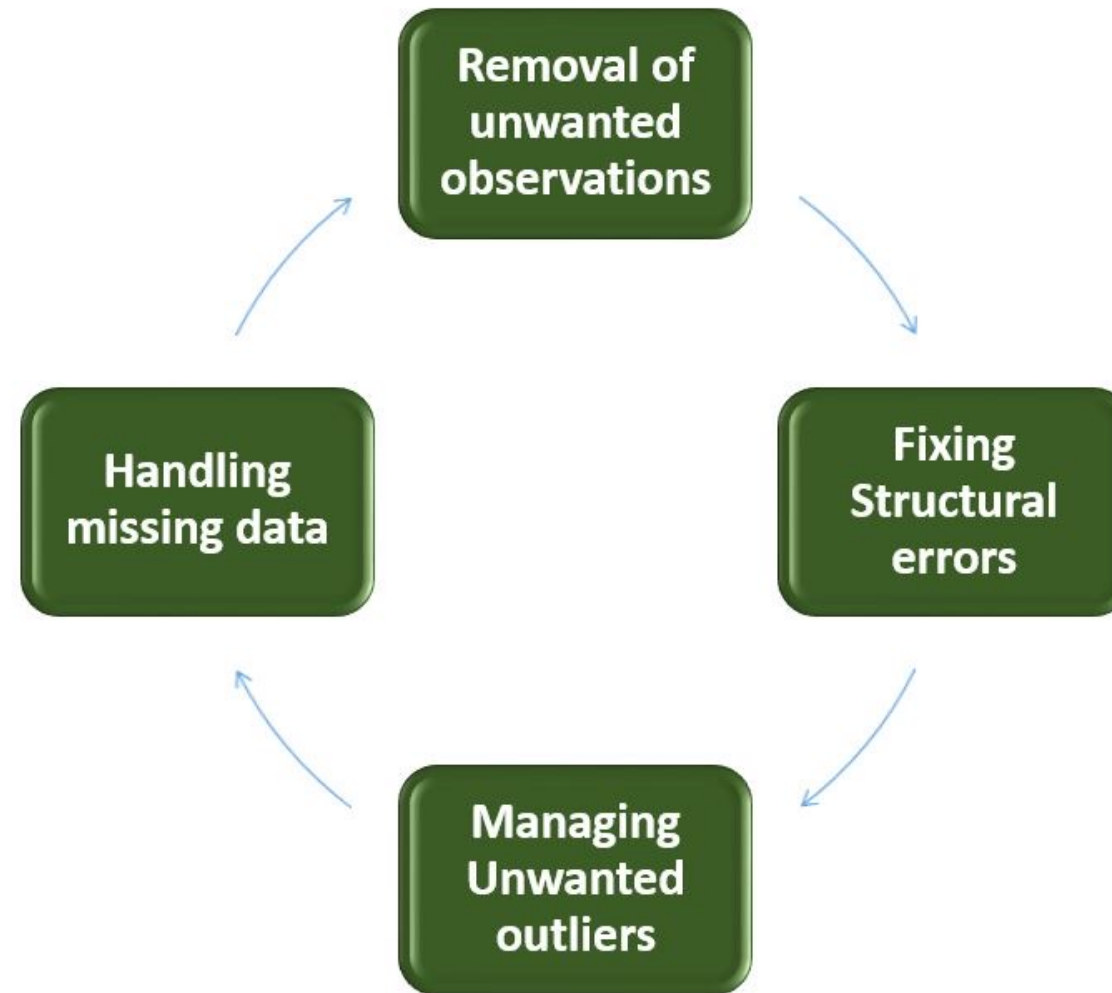 Removal of
unwanted
observations
Handling
missing data
Fixing
Structural
errors
Managing
Unwanted
outliers